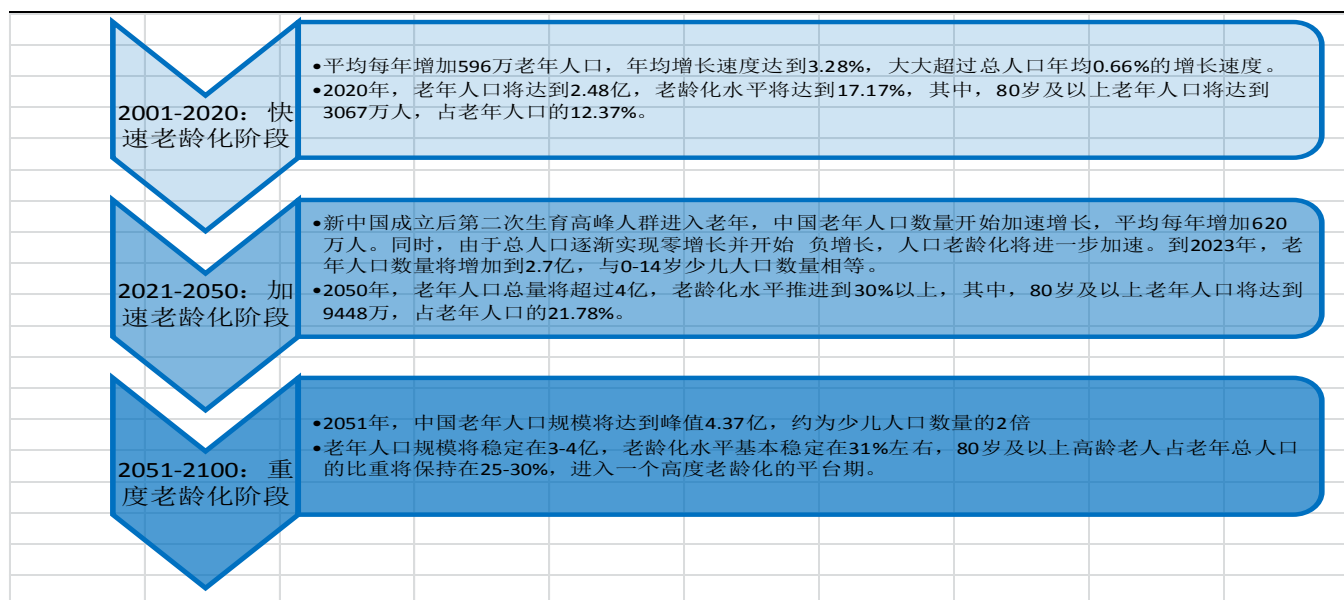 2001-2020：快
速老龄化阶段
•平均每年增加596万老年人口，年均增长速度达到3.28%，大大超过总人口年均0.66%的增长速度。
•2020年，老年人口将达到2.48亿，老龄化水平将达到17.17%，其中，80岁及以上老年人口将达到
3067万人，占老年人口的12.37%。
2021-2050：加
速老龄化阶段
•新中国成立后第二次生育高峰人群进入老年，中国老年人口数量开始加速增长，平均每年增加620
万人。同时，由于总人口逐渐实现零增长并开始 负增长，人口老龄化将进一步加速。到2023年，老
年人口数量将增加到2.7亿，与0-14岁少儿人口数量相等。
•2050年，老年人口总量将超过4亿，老龄化水平推进到30%以上，其中，80岁及以上老年人口将达到
9448万，占老年人口的21.78%。
2051-2100：重
度老龄化阶段
•2051年，中国老年人口规模将达到峰值4.37亿，约为少儿人口数量的2倍
•老年人口规模将稳定在3-4亿，老龄化水平基本稳定在31%左右，80岁及以上高龄老人占老年总人口
的比重将保持在25-30%，进入一个高度老龄化的平台期。